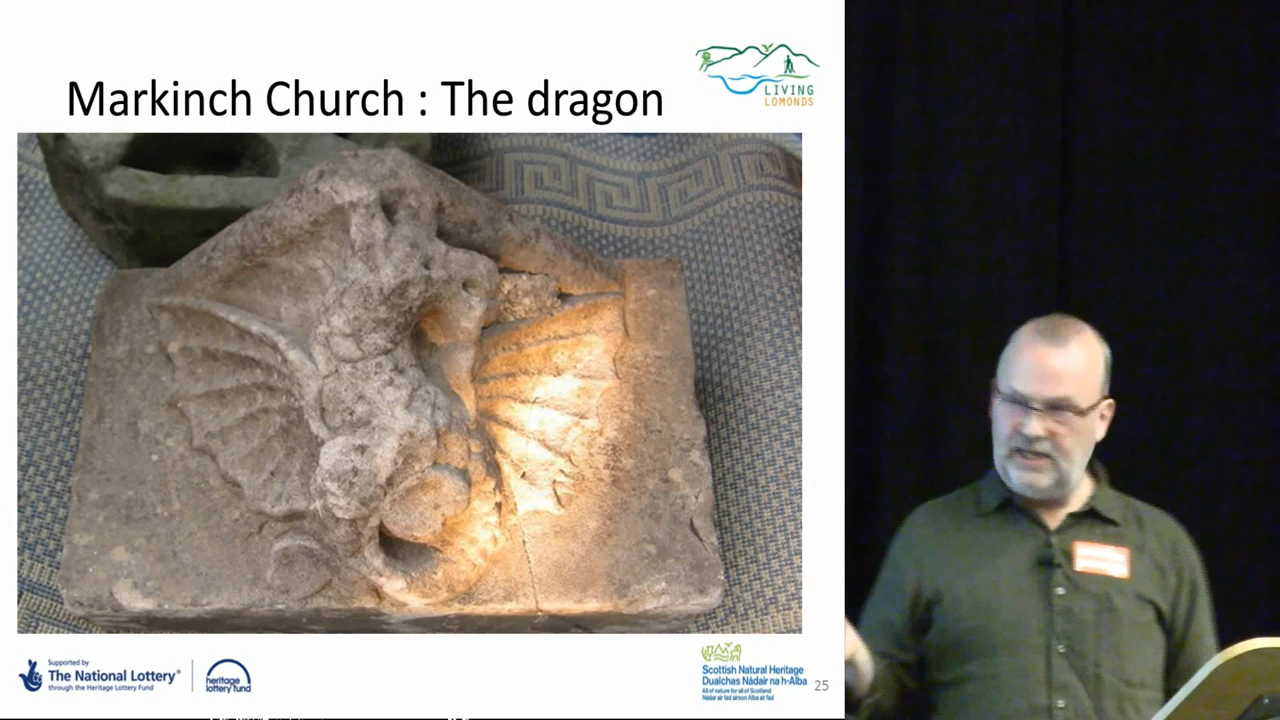 Markinch Church : The dragon
LIVING
LOMONDS
Supported by
The National Lottery®
through the Heritage Lottery Fund
heritage
lottery fund
Scottish Natural Heritage
Dualchas Nàdair na h-Alba
All of nature for all of Scotland
Nàdar air fad airson Alba air fad
25